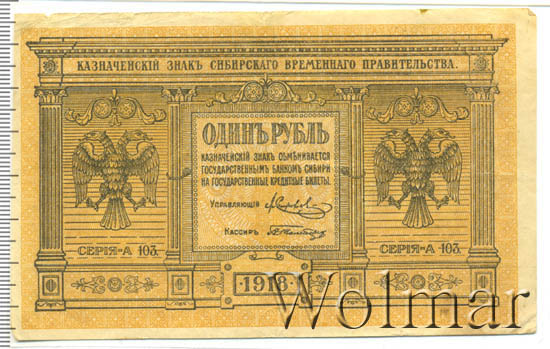 КАЗНАЧЕЙСКІЙ ЗНАКЪ СИБИРСКАГО ВРЕМЕННАГО ПРАВИТЕЛЬСТВА.
ОДИНЪ РУБЛЬ
КАЗНАЧЕЙСКІЙ ЗНАКЪ ОБМѢНИВАЕТСЯ
ГОСУДАРСТВЕННЫМЪ БАНКОМЪ СИБИРИ
НА ГОСУДАРСТВЕННЫЕ КРЕДИТНЫЕ БИЛЕТЫ.
УПРАВЛЯЮЩІЙ
КАССИРЪ
СЕРІЯ-А 103.
СЕРІЯ-А 103.
1918
Wolmar